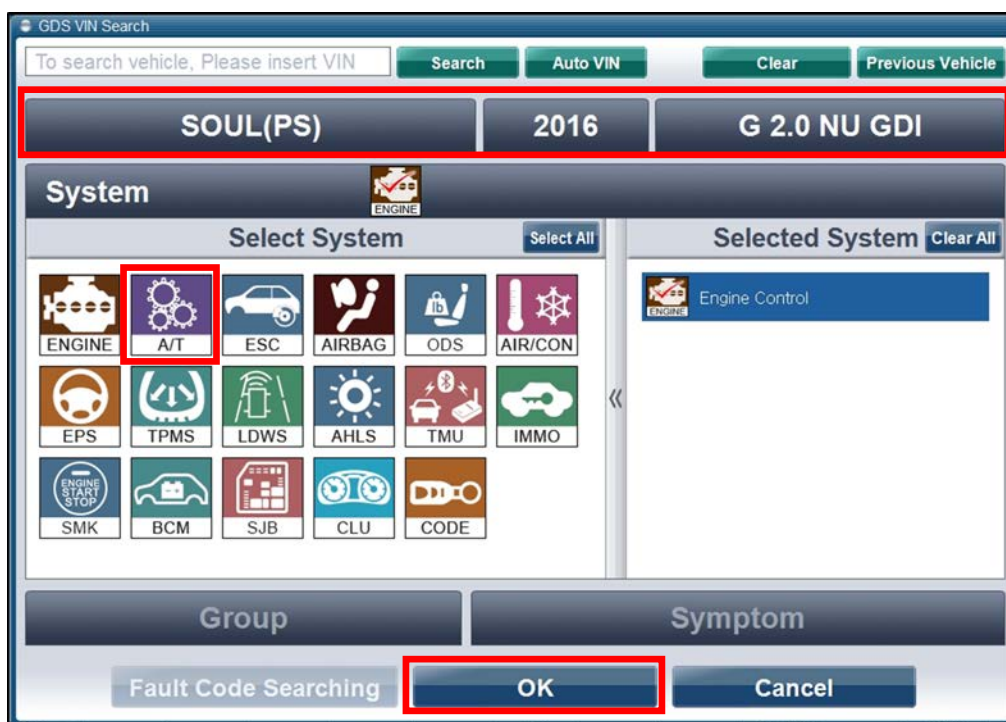 GDS VIN Search
To search vehicle, Please insert VIN Search Auto VIN Clear Previous Vehicle
SOUL(PS) 2016 G 2.0 NU GDI
System ENGINE
Select System Select All Selected System Clear All
ENGINE A/T ESC AIRBAG lb ODS AIR/CON
ENGINE Engine Control
EPS TPMS LDWS AHLS TMU IMMO
ENGINE START STOP SMK BCM SJB CLU CODE
Group Symptom
Fault Code Searching OK Cancel